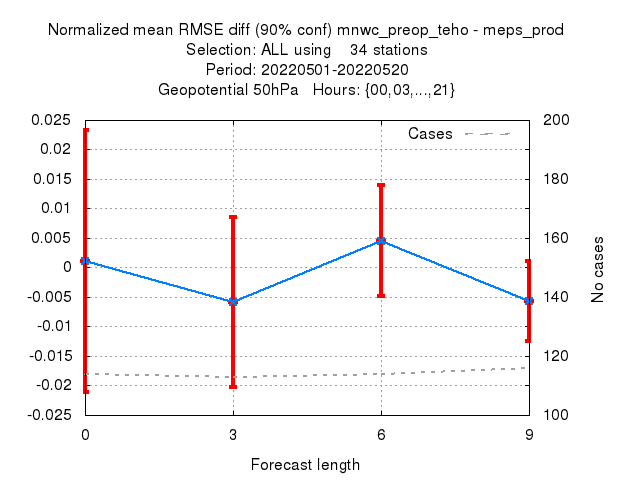 Normalized mean RMSE diff (90% conf) mnwc_preop_teho - meps_prod
Selection: ALL using    34 stations
Period: 20220501-20220520
Geopotential 50hPa   Hours: {00,03,...,21}
Cases
0.025
0.02
0.015
0.01
0.005
0
-0.005
-0.01
-0.015
-0.02
-0.025
200
180
160
140
120
100
No cases
0 3 6 9
Forecast length